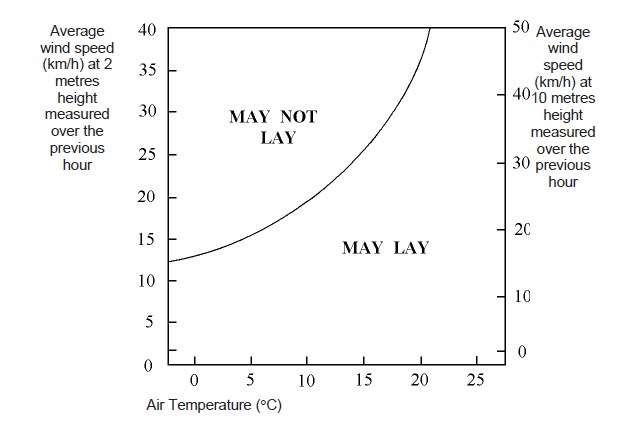 Average
wind speed
(km/h) at 2
metres
height
measured
over the
previous
hour
40
35
30
25
20
15
10
5
0
MAY NOT
LAY
MAY LAY
50
40
30
20
10
0
Average
wind
speed
(km/h) at
10 metres
height
measured
over the
previous
hour
0 5 10 15 20 25
Air Temperature (°C)